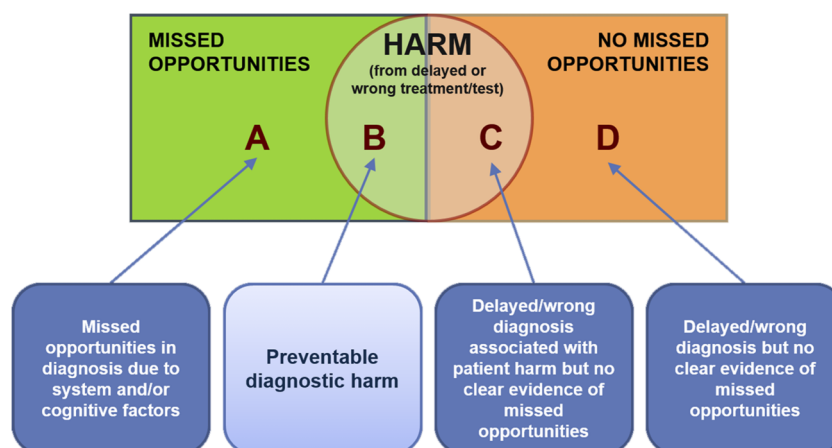 MISSED
OPPORTUNITIES
HARM
(from delayed or
wrong treatment/test)
NO MISSED
OPPORTUNITIES
A
B
C
D
Missed
opportunities in
diagnosis due to
system and/or
cognitive factors
Preventable
diagnostic harm
Delayed/wrong
diagnosis
associated with
patient harm but no
clear evidence of
missed
opportunities
Delayed/wrong
diagnosis but no
clear evidence of
missed
opportunities